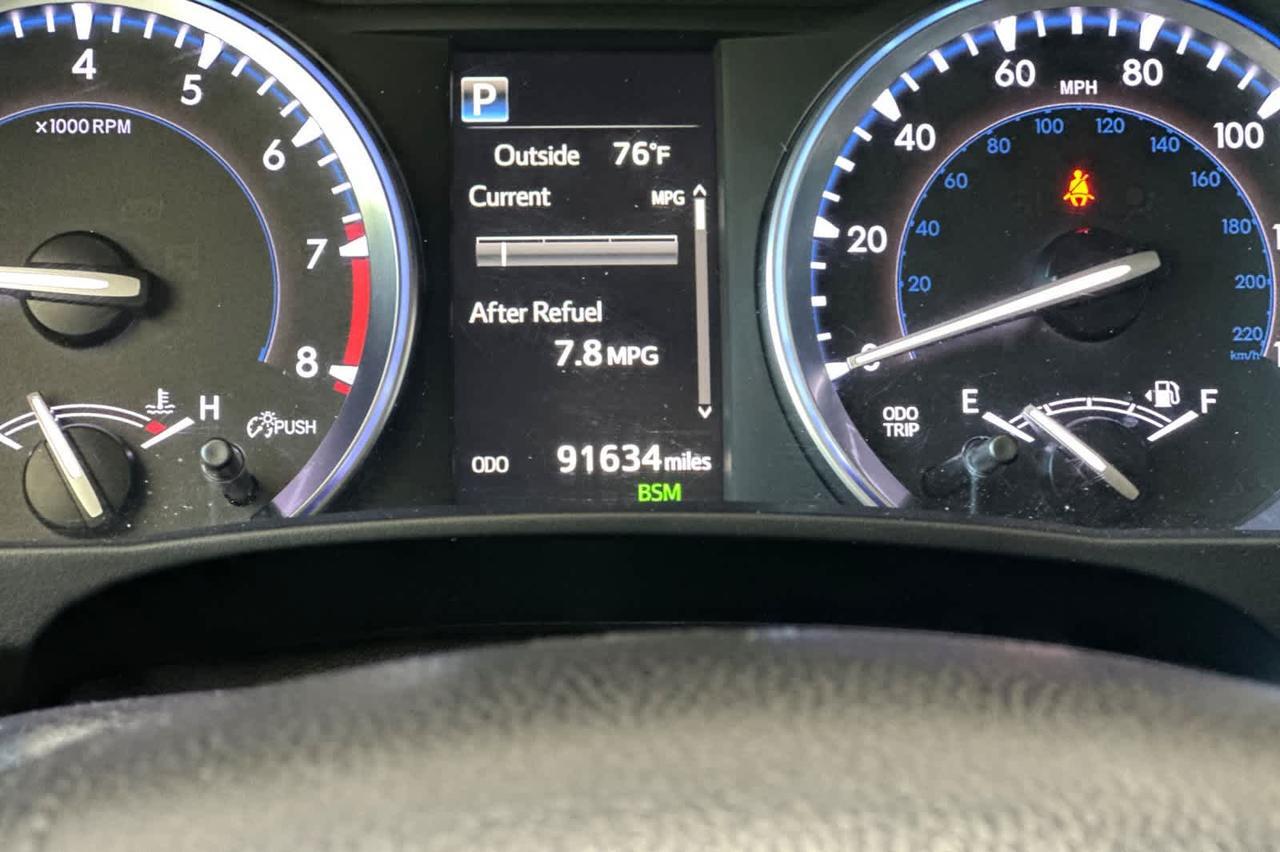 4
5
6
7
8
x1000 RPM
H
PUSH
P
Outside 76°F
Current MPG
After Refuel
7.8 MPG
ODO 91634 miles
BSM
0
20
40
60
80
100
MPH
20
40
60
80
100
120
140
160
180
200
220
km/h
ODO
TRIP
E
F